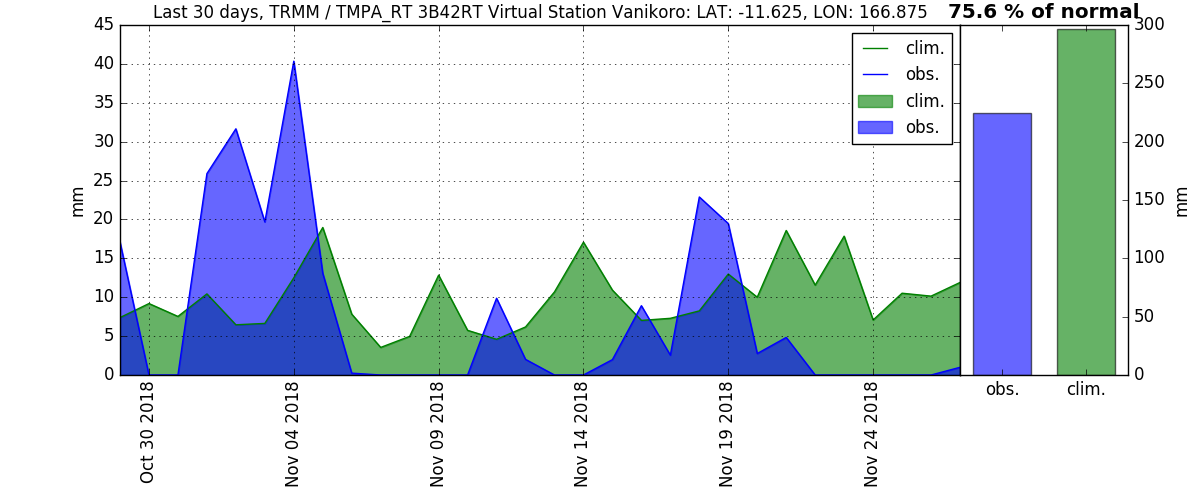 Last 30 days, TRMM / TMPA_RT 3B42RT Virtual Station Vanikoro: LAT: -11.625, LON: 166.875
75.6 % of normal
45
40
35
30
25
20
15
10
5
0
mm
clim.
obs.
clim.
obs.
Oct 30 2018
Nov 04 2018
Nov 09 2018
Nov 14 2018
Nov 19 2018
Nov 24 2018
300
250
200
150
100
50
0
mm
obs.
clim.